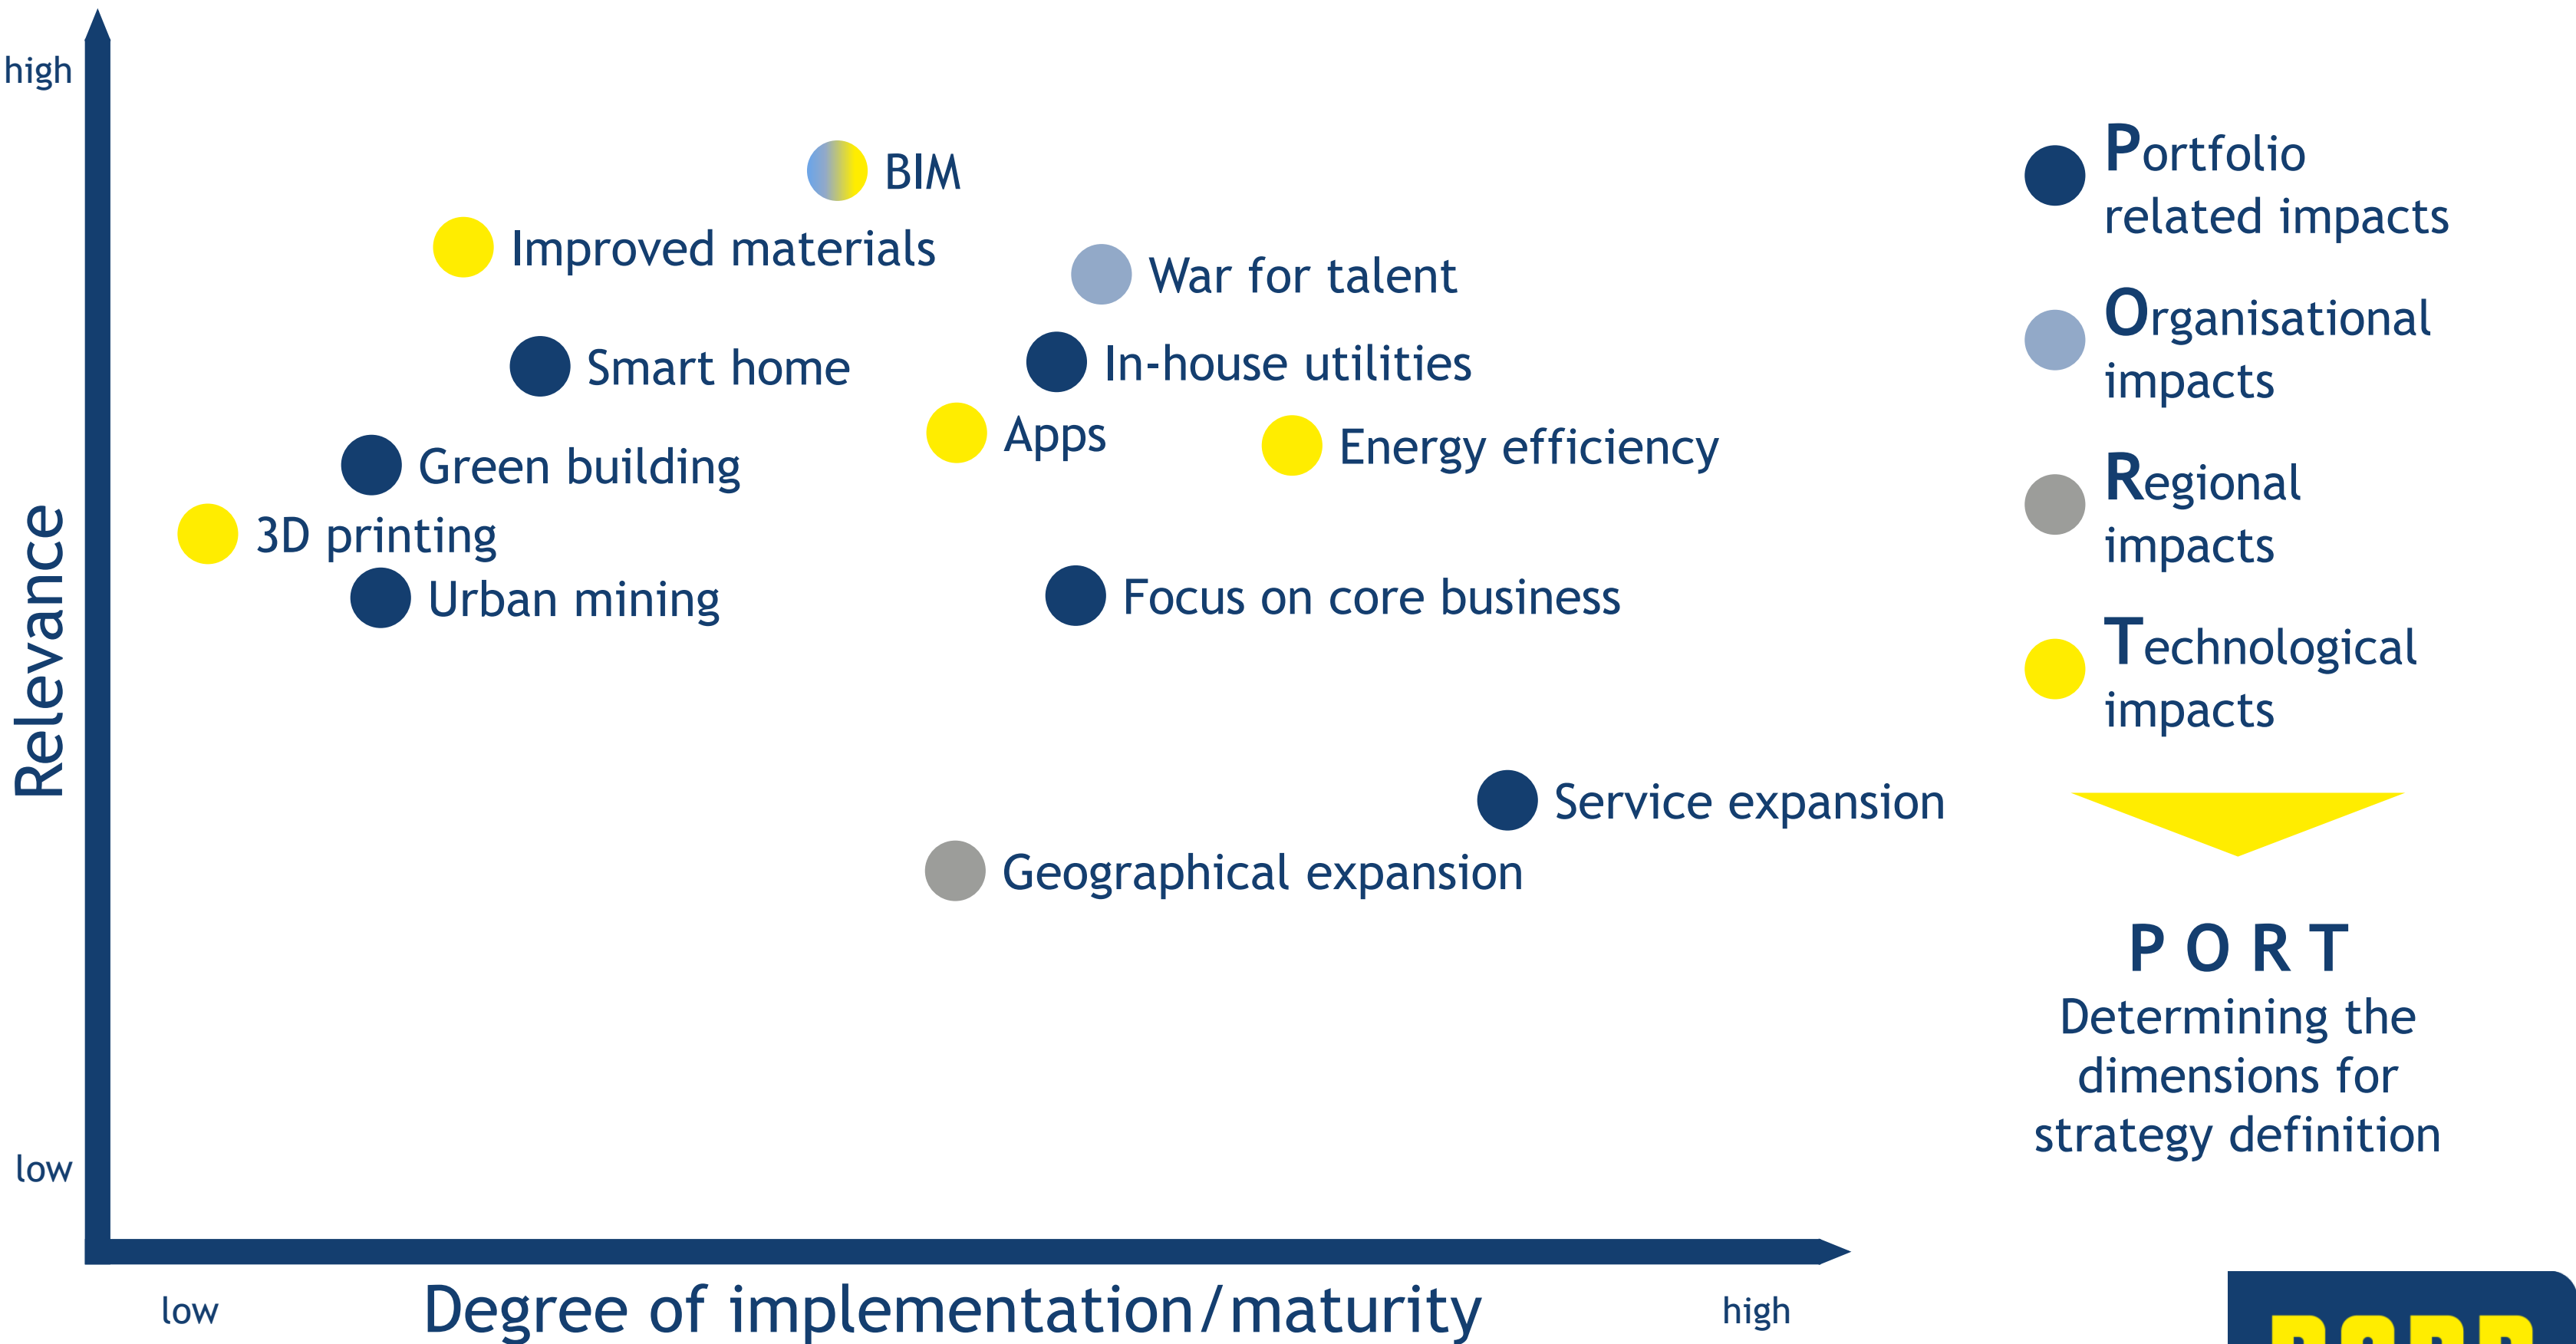 high
BIM
Improved materials
War for talent
Smart home
In-house utilities
Apps
Energy efficiency
Green building
3D printing
Urban mining
Focus on core business
Service expansion
Geographical expansion
Relevance
low
low
Degree of implementation/maturity
high
Portfolio
related impacts
Organisational
impacts
Regional
impacts
Technological
impacts
P O R T
Determining the
dimensions for
strategy definition